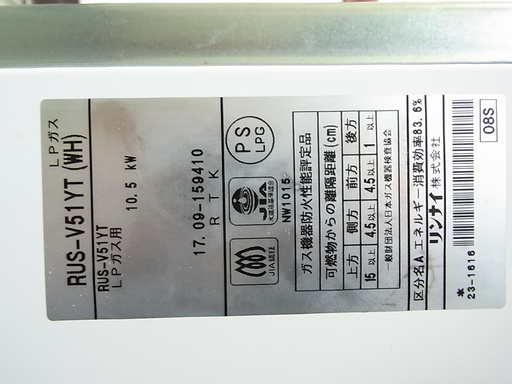 LPガス
RUS-V51YT(WH)
RUS-V51YT
LPガス用
10.5 kW
17.09-159410
R T K
PS
LPG
JIA
NW1015
JIA認証
ガス機器防火性能評定品
可燃物からの離隔距離(cm)
上方 側方 前方 後方
15以上 4.5以上 4.5以上 1以上
一般財団法人日本ガス機器検査協会
区分名A エネルギー消費効率83.6%
リンナイ株式会社
*
23-1616
08S